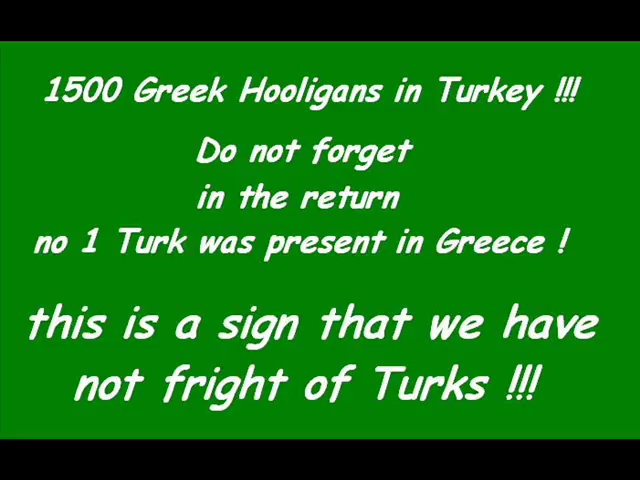 1500 Greek Hooligans in Turkey !!!
Do not forget
in the return
no 1 Turk was present in Greece !
this is a sign that we have
not fright of Turks !!!